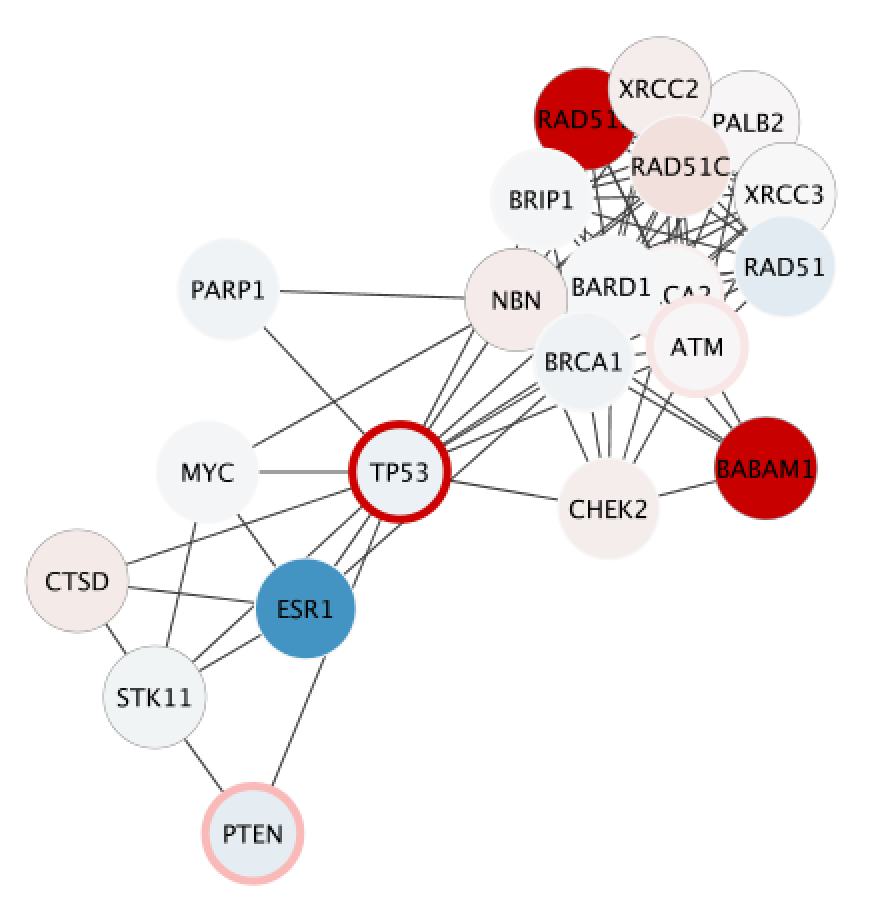 XRCC2
RAD51
PALB2
RAD51C
XRCC3
BRIP1
RAD51
PARP1
BARD1
CA2
NBN
ATM
BRCA1
MYC
TP53
BABAM1
CHEK2
CTSD
ESR1
STK11
PTEN